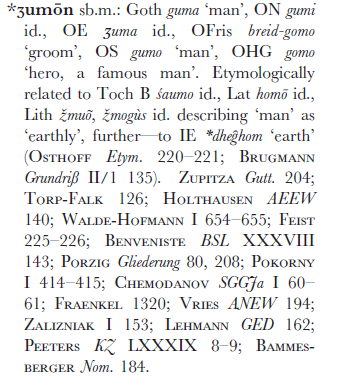 *ʒumōn sb.m.: Goth guma ‘man’, ON gumi
id., OE ʒuma id., OFris breid-gomo
‘groom’, OS gumo ‘man’, OHG gomo
‘hero, a famous man’. Etymologically
related to Toch B śaumo id., Lat homō id.,
Lith žmuõ, žmogùs id. describing ‘man’ as
‘earthly’, further—to IE *dheĝhom ‘earth’
(Osthoff Etym. 220–221; Brugmann
Grundriß II/1 135). Zupitza Gutt. 204;
Torp-Falk 126; Holthausen AEEW
140; Walde-Hofmann I 654–655; Feist
225–226; Benveniste BSL XXXVIII
143; Porzig Gliederung 80, 208; Pokorny
I 414–415; Chemodanov SGGJa I 60–
61; Fraenkel 1320; Vries ANEW 194;
Zalizniak I 153; Lehmann GED 162;
Peeters KZ LXXXIX 8–9; Bammes-
berger Nom. 184.